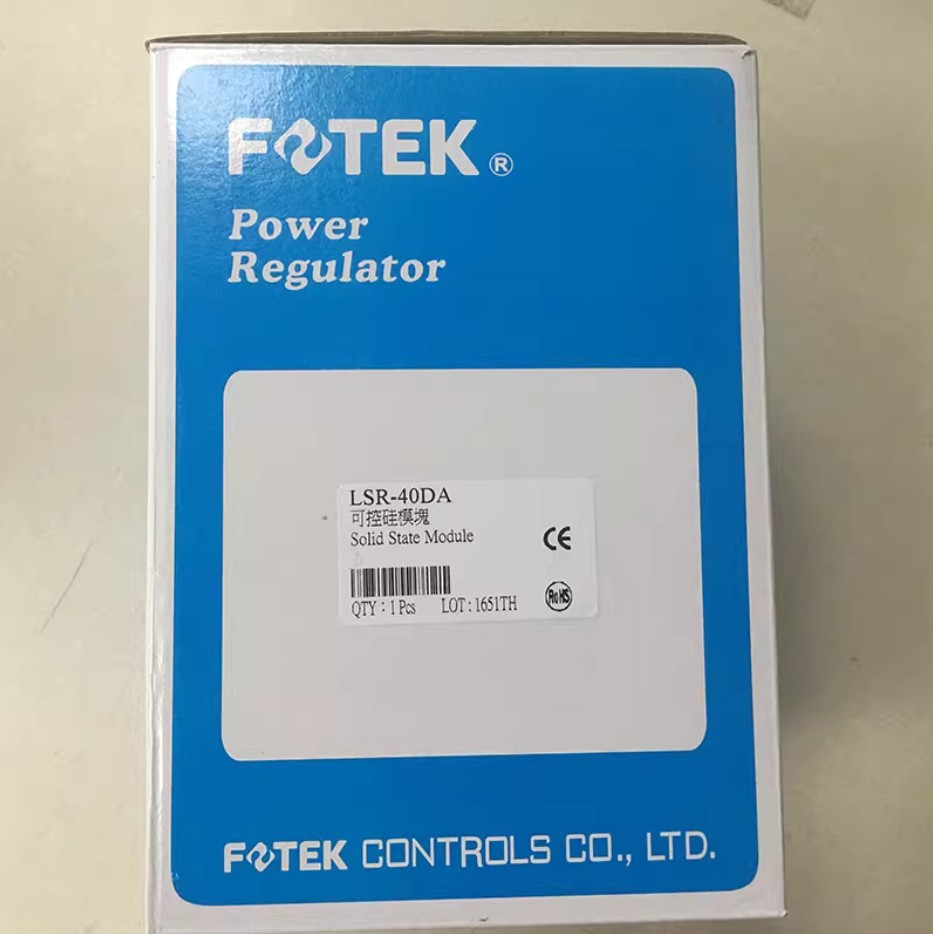 FOTEK®
Power
Regulator
LSR-40DA
可控硅模塊
Solid State Module
CE
QTY：1 Pcs LOT : 1651TH
RoHS
FOTEK CONTROLS CO., LTD.